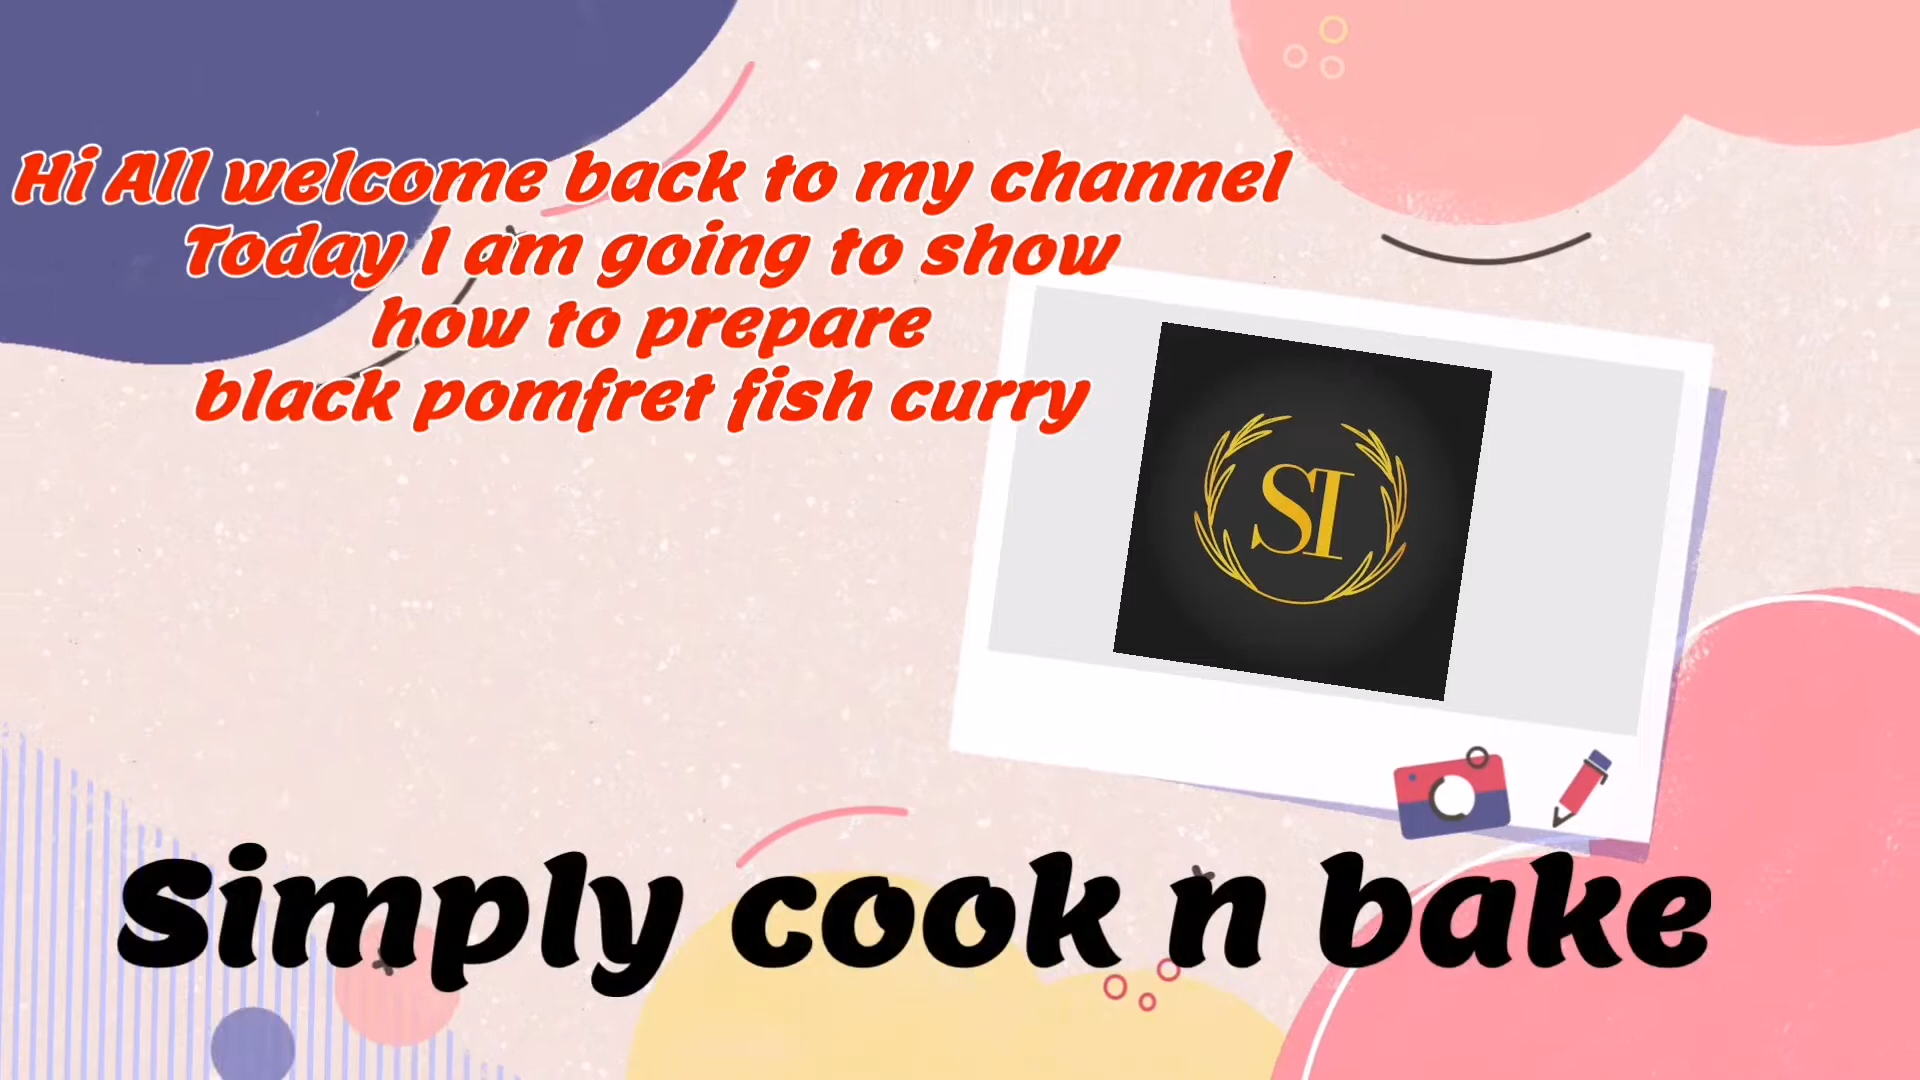 Hi All welcome back to my channel
Today I am going to show
how to prepare
black pomfret fish curry
SI
Simply cook n bake